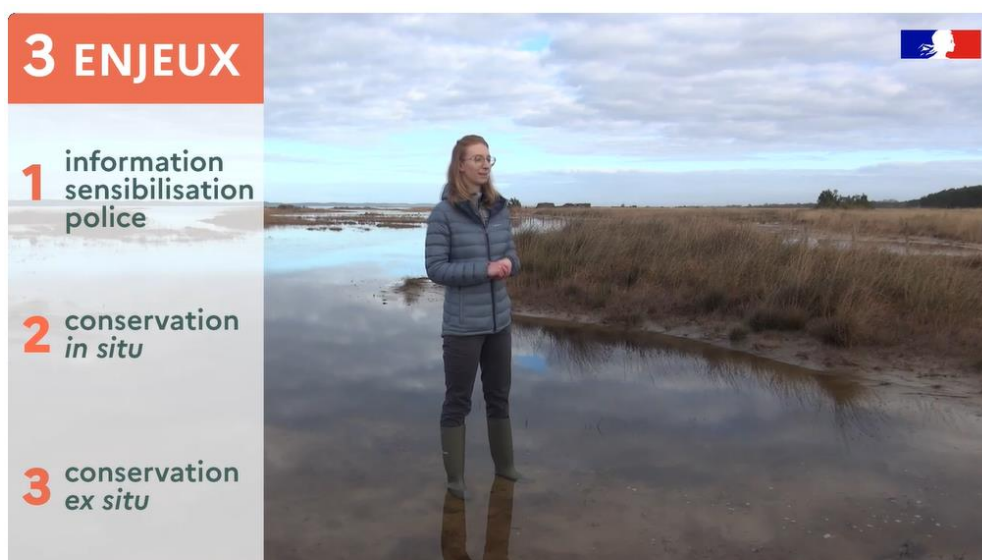 3 ENJEUX
1 information
sensibilisation
police
2 conservation
in situ
3 conservation
ex situ